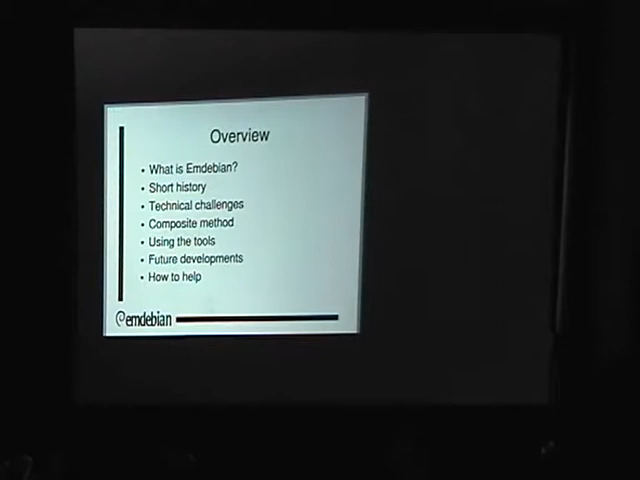 Overview
• What is Emdebian?
• Short history
• Technical challenges
• Composite method
• Using the tools
• Future developments
• How to help
emdebian